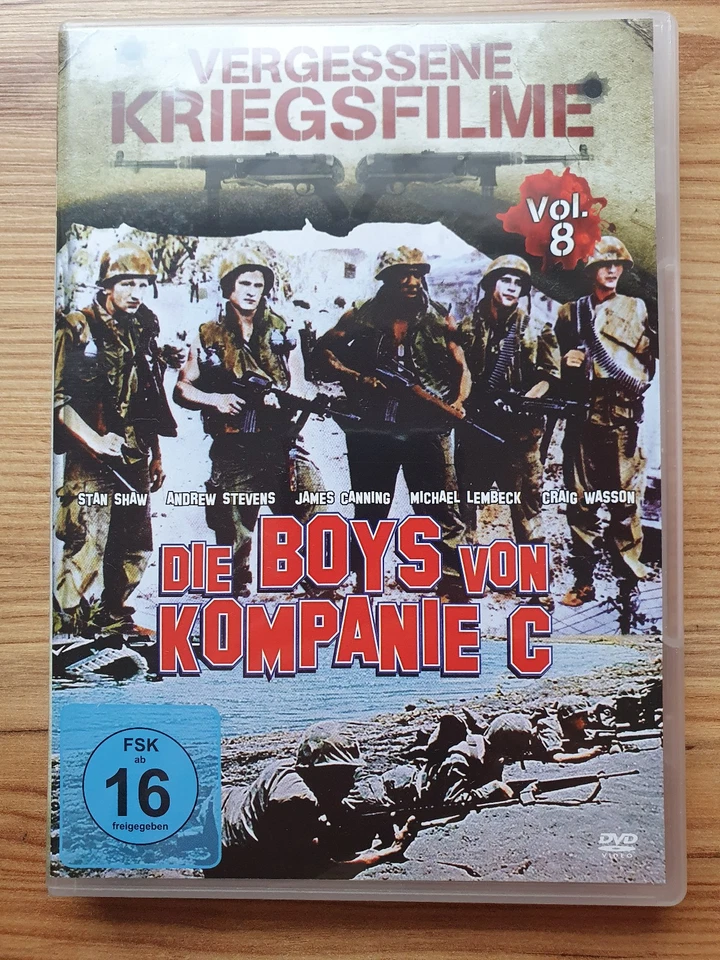 VERGESSENE
KRIEGSFILME
Vol.
8
STAN SHAW ANDREW STEVENS JAMES CANNING MICHAEL LEMBECK CRAIG WASSON
DIE BOYS VON
KOMPANIE C
FSK
ab
16
freigegeben
DVD
VIDEO